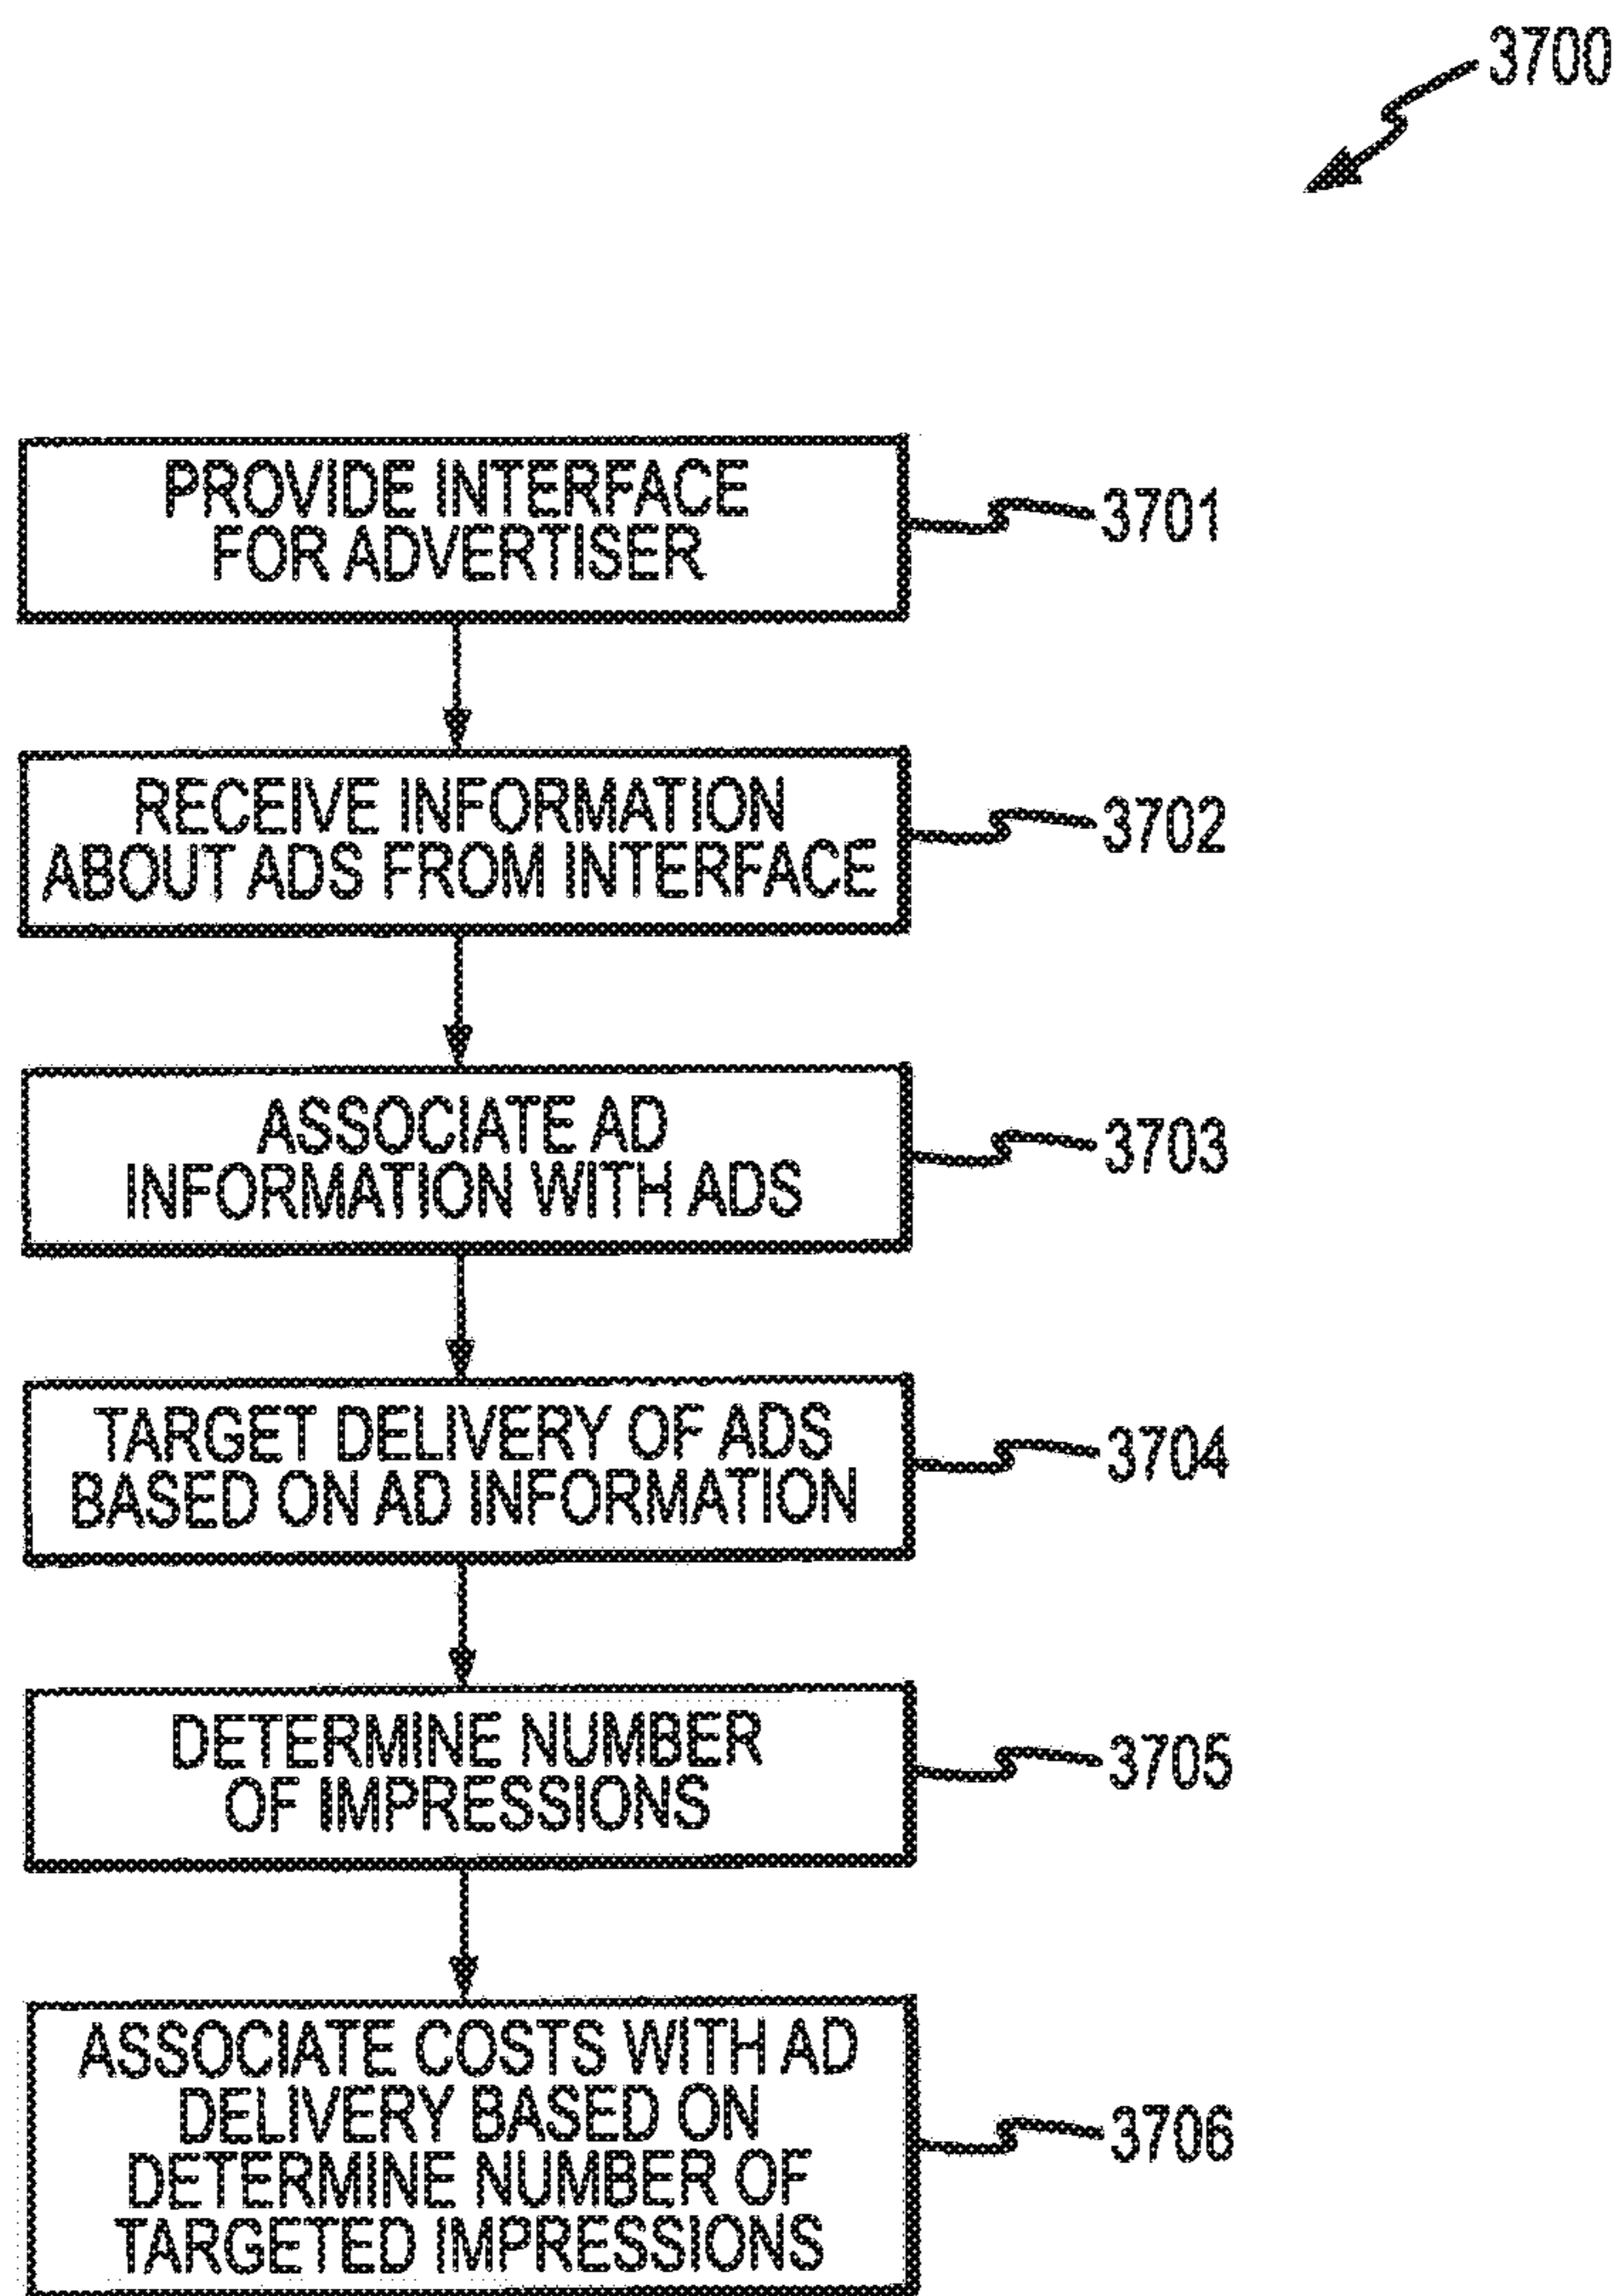 3700
PROVIDE INTERFACE
FOR ADVERTISER
3701
RECEIVE INFORMATION
ABOUT ADS FROM INTERFACE
3702
ASSOCIATE AD
INFORMATION WITH ADS
3703
TARGET DELIVERY OF ADS
BASED ON AD INFORMATION
3704
DETERMINE NUMBER
OF IMPRESSIONS
3705
ASSOCIATE COSTS WITH AD
DELIVERY BASED ON
DETERMINE NUMBER OF
TARGETED IMPRESSIONS
3706